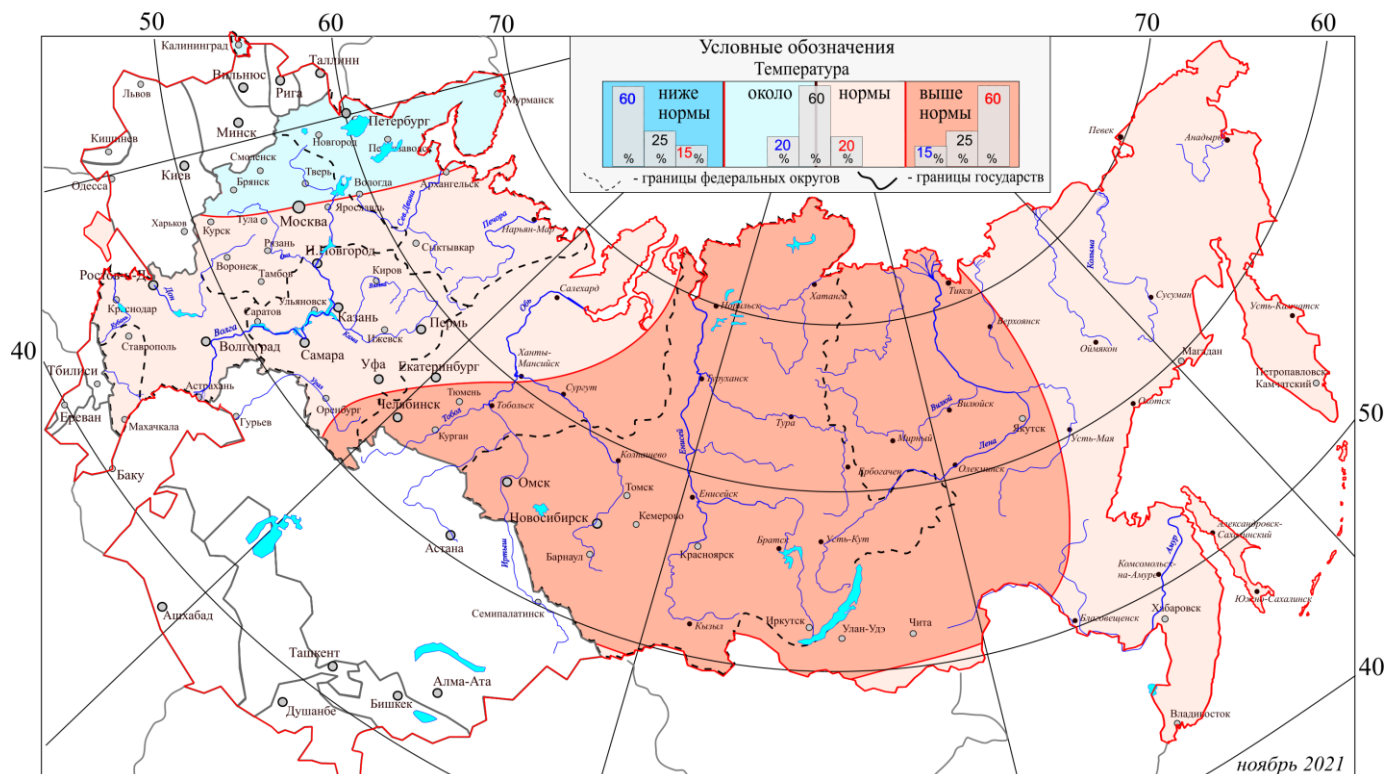 50
60
70
70
60
Условные обозначения
Температура
60
%
25
%
15
%
ниже
нормы
около
нормы
20
%
60
%
20
%
выше
нормы
15
%
25
%
60
%
- границы федеральных округов
- границы государств
Калининград
Вильнюс
Таллинн
Рига
Львов
Мурманск
Минск
Петербург
Новгород
Кишинев
Смоленск
Киев
Тверь
Брянск
Вологда
Архангельск
Одесса
Москва
Ярославль
Харьков
Курск
Тула
Сев.Двина
Печора
Нарьян-Мар
Рязань
Ока
Н.Новгород
Сыктывкар
Воронеж
Тамбов
Киров
Вятка
Ростов-н-Д
Дон
Ульяновск
Казань
Салехард
Обь
Краснодар
Кубань
Саратов
Ижевск
Пермь
Кама
Ставрополь
Волга
Волгоград
Самара
40
Тбилиси
Уфа
Екатеринбург
Ханты-
Мансийск
Сургут
Астрахань
Урал
Тюмень
Ереван
Оренбург
Челябинск
Тобол
Тобольск
Махачкала
Гурьев
Курган
Баку
Колпашево
Омск
Томск
Новосибирск
Кемерово
Астана
Иртыш
Барнаул
Семипалатинск
Ашхабад
Ташкент
Алма-Ата
Душанбе
Бишкек
Норильск
Хатанга
Тикси
Верхоянск
Туруханск
Тура
Вилюй
Вилюйск
Якутск
Мирный
Лена
Енисей
Ербогачен
Олекминск
Усть-Мая
Енисейск
Красноярск
Братск
Усть-Кут
Кызыл
Иркутск
Улан-Удэ
Чита
Певек
Анадырь
Колыма
Сусуман
Усть-Камчатск
Оймякон
Магадан
Петропавловск-
Камчатский
Охотск
50
Александровск-
Сахалинский
Амур
Комсомольск-
на-Амуре
Южно-Сахалинск
Хабаровск
Благовещенск
40
Владивосток
ноябрь 2021